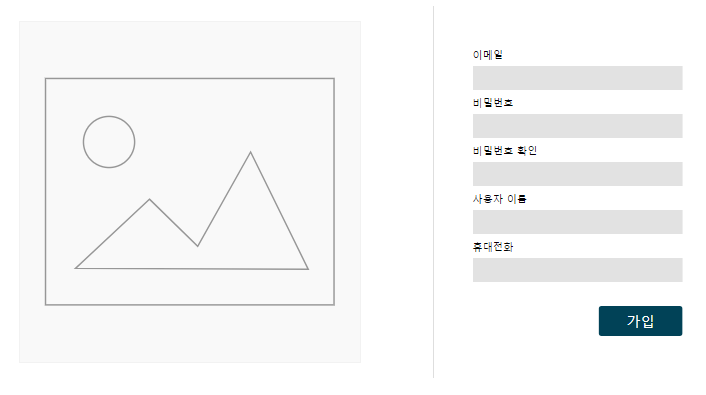 이메일
비밀번호
비밀번호 확인
사용자 이름
휴대전화
가입